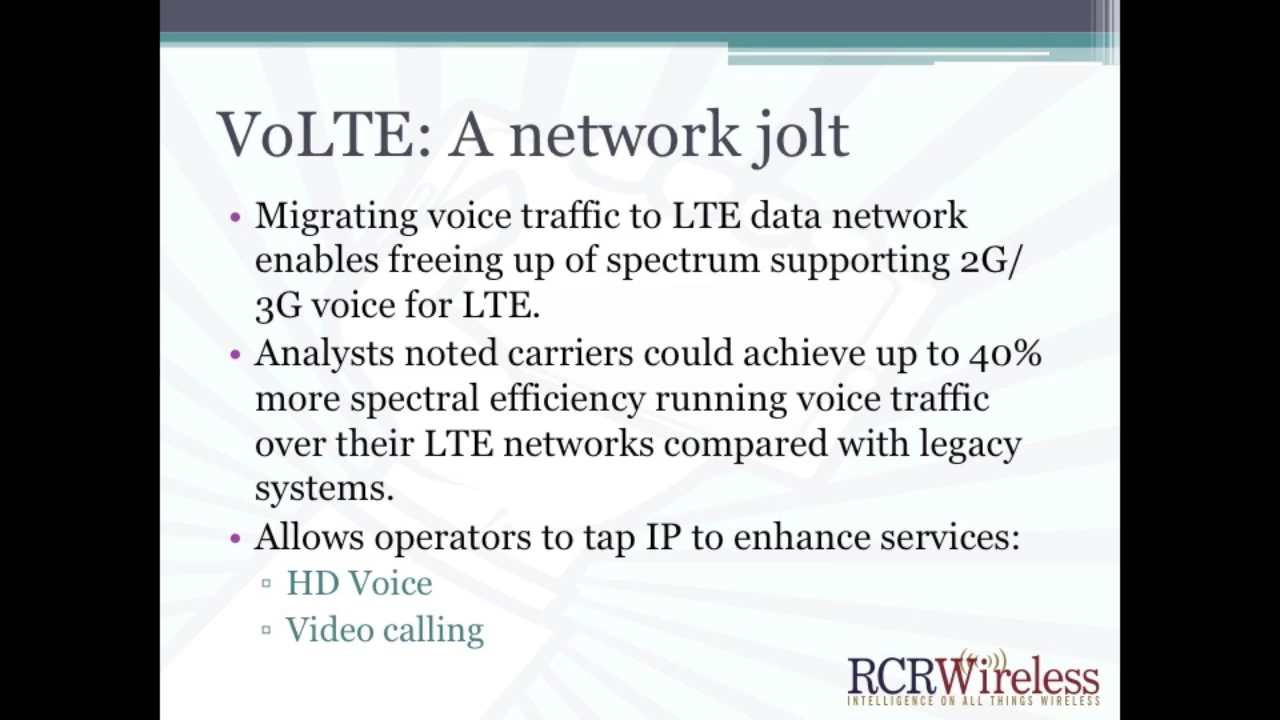 VoLTE: A network jolt
• Migrating voice traffic to LTE data network
enables freeing up of spectrum supporting 2G/
3G voice for LTE.
• Analysts noted carriers could achieve up to 40%
more spectral efficiency running voice traffic
over their LTE networks compared with legacy
systems.
• Allows operators to tap IP to enhance services:
▫ HD Voice
▫ Video calling
RCRWireless
INTELLIGENCE ON ALL THINGS WIRELESS